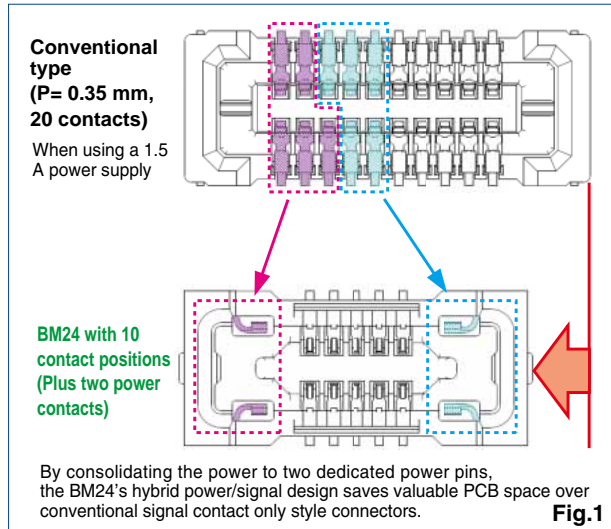 Conventional
type
(P= 0.35 mm,
20 contacts)
When using a 1.5
A power supply
BM24 with 10
contact positions
(Plus two power
contacts)
By consolidating the power to two dedicated power pins,
the BM24's hybrid power/signal design saves valuable PCB space over
conventional signal contact only style connectors.
Fig.1